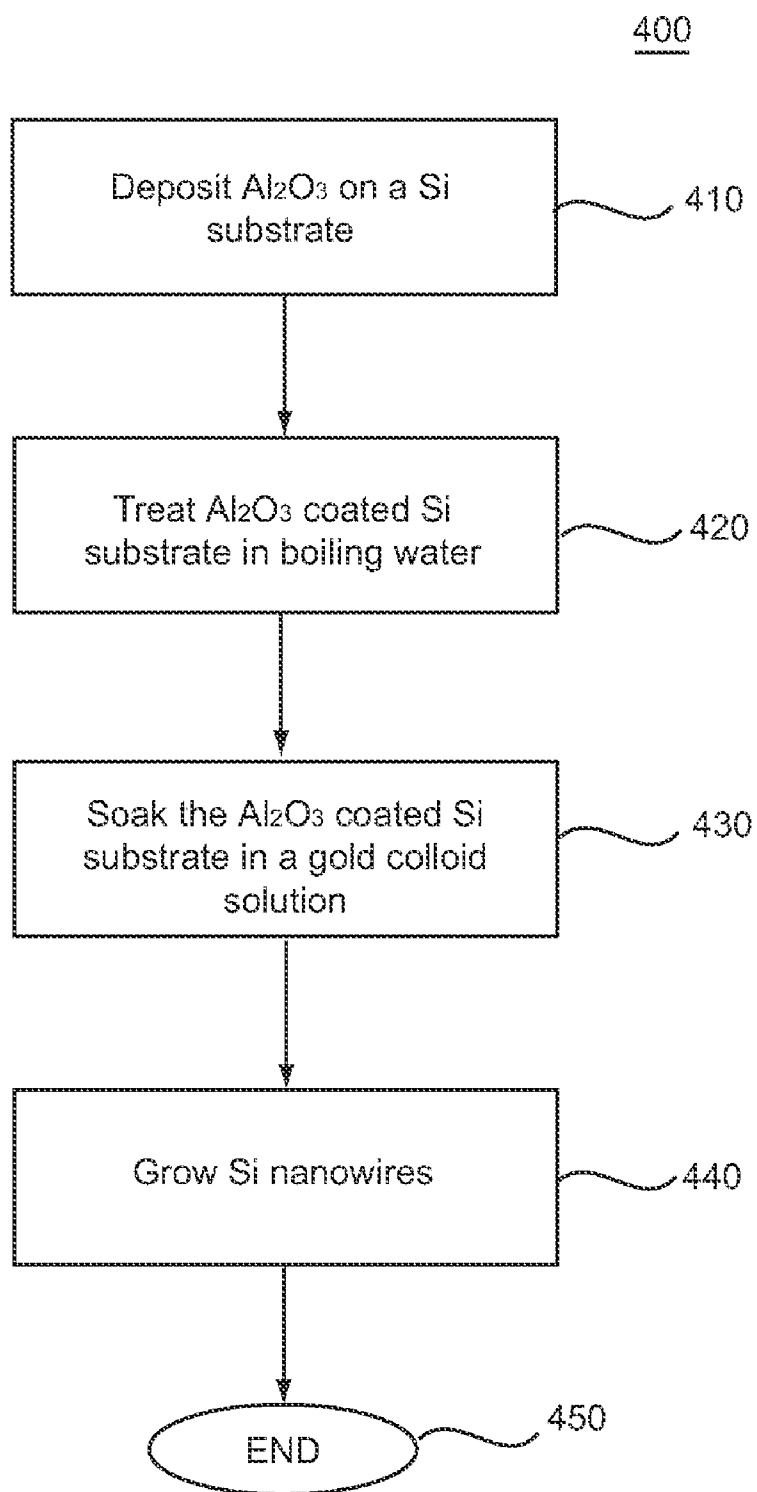 400
Deposit Al₂O₃ on a Si
substrate
410
Treat Al₂O₃ coated Si
substrate in boiling water
420
Soak the Al₂O₃ coated Si
substrate in a gold colloid
solution
430
Grow Si nanowires
440
END
450